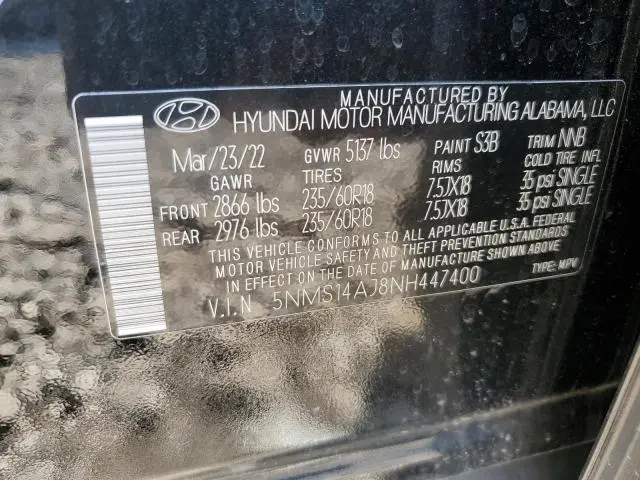 MANUFACTURED BY
HYUNDAI MOTOR MANUFACTURING ALABAMA, LLC
Mar/23/22 GVWR 5137 lbs PAINT S3B TRIM NNB
GAWR TIRES RIMS COLD TIRE INFL
FRONT 2866 lbs 235/60R18 7.5JX18 35 psi SINGLE
REAR 2976 lbs 235/60R18 7.5JX18 35 psi SINGLE
THIS VEHICLE CONFORMS TO ALL APPLICABLE U.S.A. FEDERAL
MOTOR VEHICLE SAFETY AND THEFT PREVENTION STANDARDS
IN EFFECT ON THE DATE OF MANUFACTURE SHOWN ABOVE
V.I.N 5NMS14AJ8NH447400 TYPE: MPV